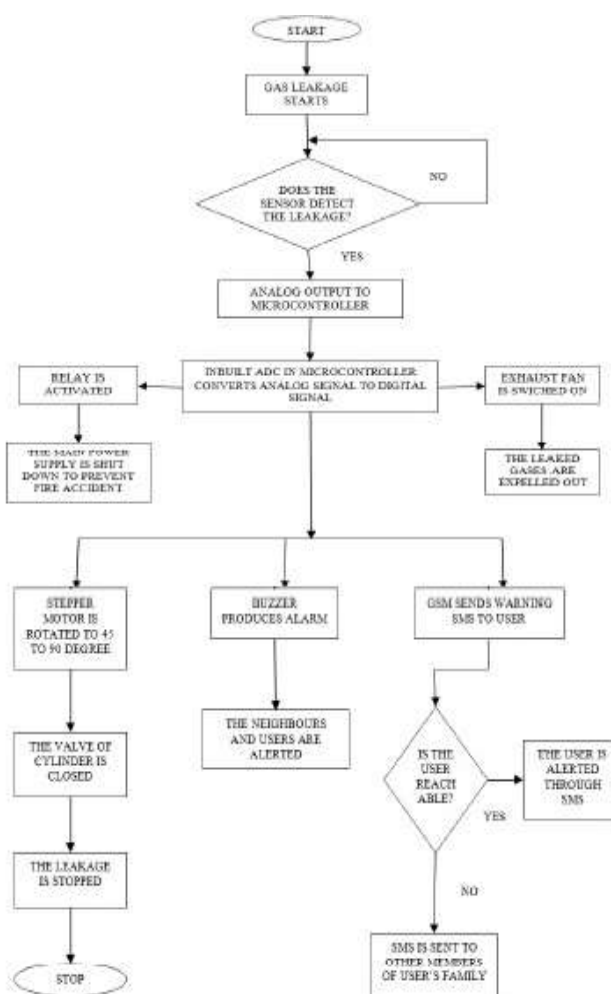 START
GAS LEAKAGE
STARTS
NO
DOES THE
SENSOR DETECT
THE LEAKAGE?
YES
ANALOG OUTPUT TO
MICROCONTROLLER
RELAY IS
ACTIVATED
INBUILT ADC IN MICROCONTROLLER
CONVERTS ANALOG SIGNAL TO DIGITAL
SIGNAL
EXHAUST FAN
IS SWICHED ON
THE MAIN POWER
SUPPLY IS SHUT
DOWN TO PREVENT
FIRE ACCIDENT
THE LEAKED
GASES ARE
EXPELLED OUT
STEPPER
MOTOR IS
ROTATED TO 45
TO 90 DEGREE
BUZZER
PRODUCES ALARM
GSM SENDS WARNING
SMS TO USER
THE VALVE OF
CYLINDER IS
CLOSED
THE NEIGHBOURS
AND USERS ARE
ALERTED
IS THE
USER
REACH
ABLE?
YES
THE USER IS
ALERTED
THROUGH
SMS
THE LEAKAGE
IS STOPPED
NO
STOP
SMS IS SENT TO
OTHER MEMBERS
OF USER'S FAMILY